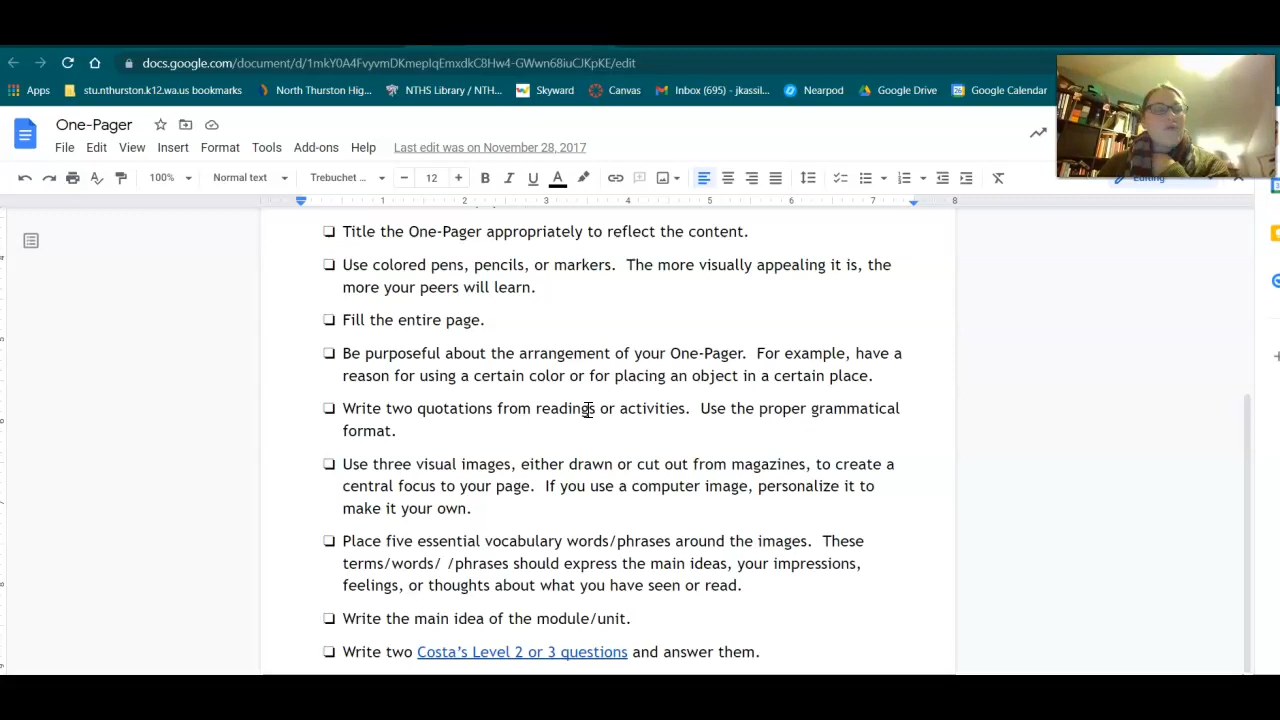 docs.google.com/document/d/1mkY0A4FvyvmDKmepIqEmxdkC8Hw4-GWwn68iuCJKpKE/edit
Apps stu.nthurston.k12.wa.us bookmarks North Thurston Hig... NTHS Library / NTH... Skyward Canvas Inbox (695) - jkassil... Nearpod Google Drive Google Calendar
One-Pager
File Edit View Insert Format Tools Add-ons Help Last edit was on November 28, 2017
100% Normal text Trebuchet ... 12 B I U A Editing
1 2 3 4 5 6 7 8
Title the One-Pager appropriately to reflect the content.
Use colored pens, pencils, or markers. The more visually appealing it is, the
more your peers will learn.
Fill the entire page.
Be purposeful about the arrangement of your One-Pager. For example, have a
reason for using a certain color or for placing an object in a certain place.
Write two quotations from readings or activities. Use the proper grammatical
format.
Use three visual images, either drawn or cut out from magazines, to create a
central focus to your page. If you use a computer image, personalize it to
make it your own.
Place five essential vocabulary words/phrases around the images. These
terms/words/ /phrases should express the main ideas, your impressions,
feelings, or thoughts about what you have seen or read.
Write the main idea of the module/unit.
Write two Costa's Level 2 or 3 questions and answer them.